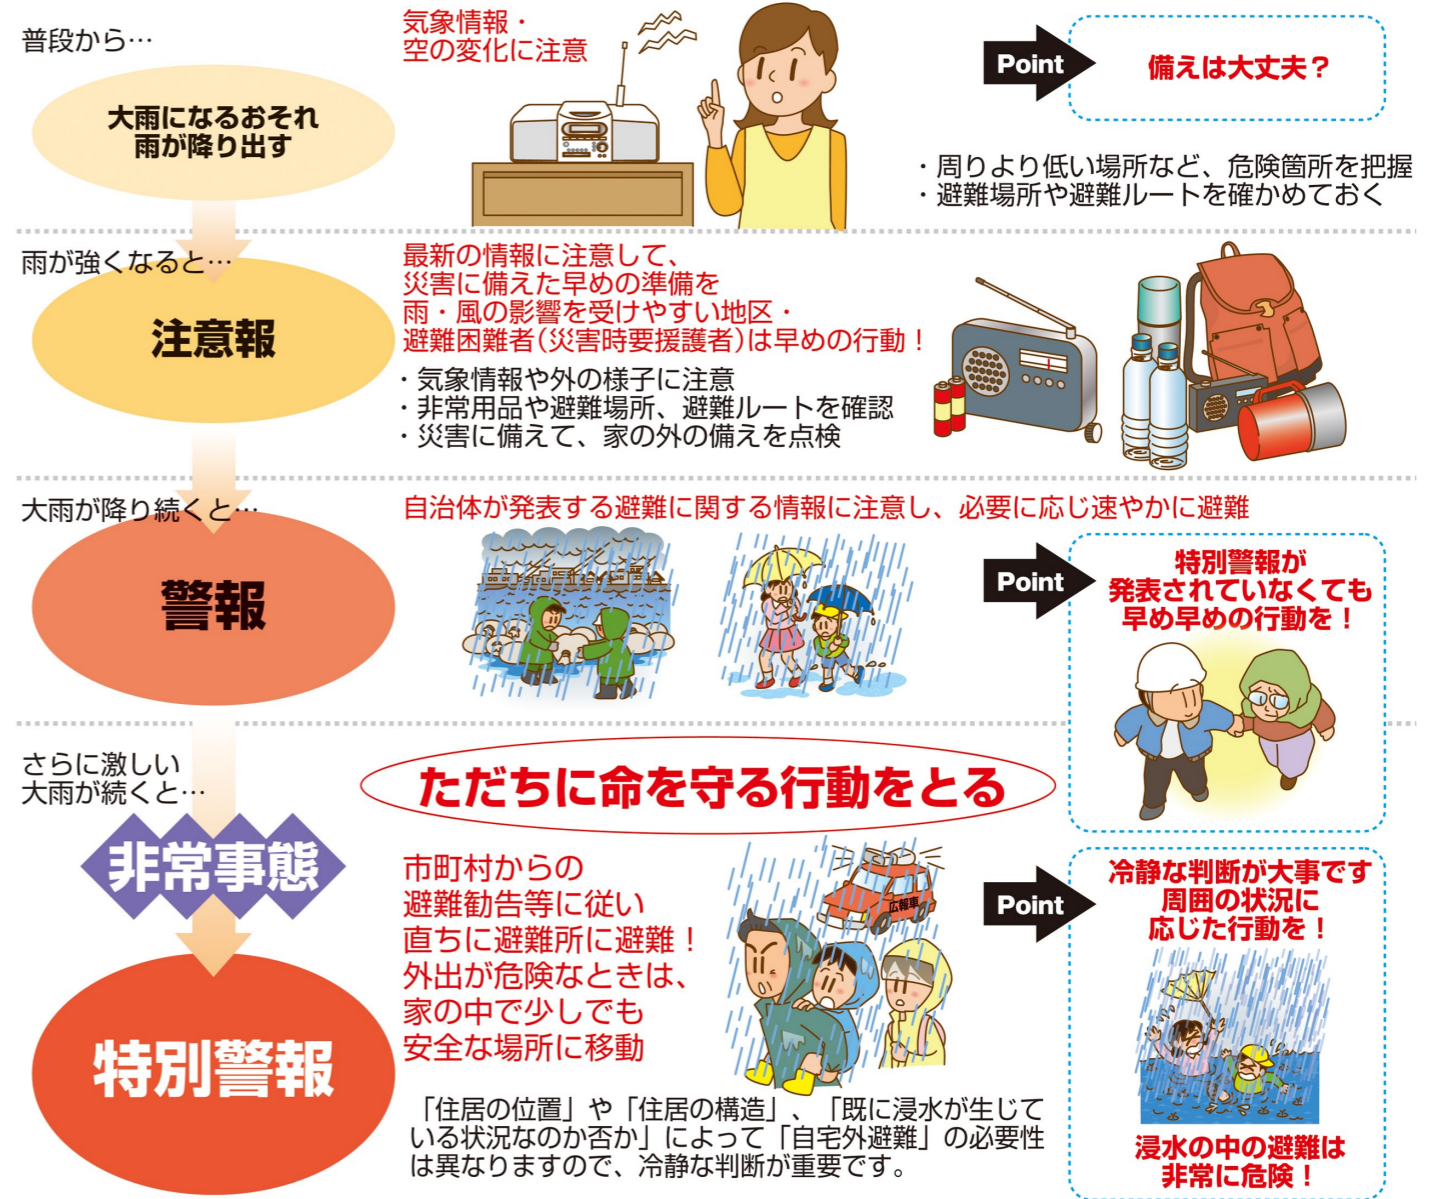 普段から…
大雨になるおそれ
雨が降り出す
気象情報・
空の変化に注意
Point
備えは大丈夫？
・周りより低い場所など、危険箇所を把握
・避難場所や避難ルートを確かめておく
雨が強くなると…
注意報
最新の情報に注意して、
災害に備えた早めの準備を
雨・風の影響を受けやすい地区・
避難困難者(災害時要援護者)は早めの行動！
・気象情報や外の様子に注意
・非常用品や避難場所、避難ルートを確認
・災害に備えて、家の外の備えを点検
大雨が降り続くと…
警報
自治体が発表する避難に関する情報に注意し、必要に応じ速やかに避難
Point
特別警報が
発表されていなくても
早め早めの行動を！
さらに激しい
大雨が続くと…
非常事態
特別警報
ただちに命を守る行動をとる
市町村からの
避難勧告等に従い
直ちに避難所に避難！
外出が危険なときは、
家の中で少しでも
安全な場所に移動
広報車
「住居の位置」や「住居の構造」、「既に浸水が生じて
いる状況なのか否か」によって「自宅外避難」の必要性
は異なりますので、冷静な判断が重要です。
Point
冷静な判断が大事です
周囲の状況に
応じた行動を！
浸水の中の避難は
非常に危険！